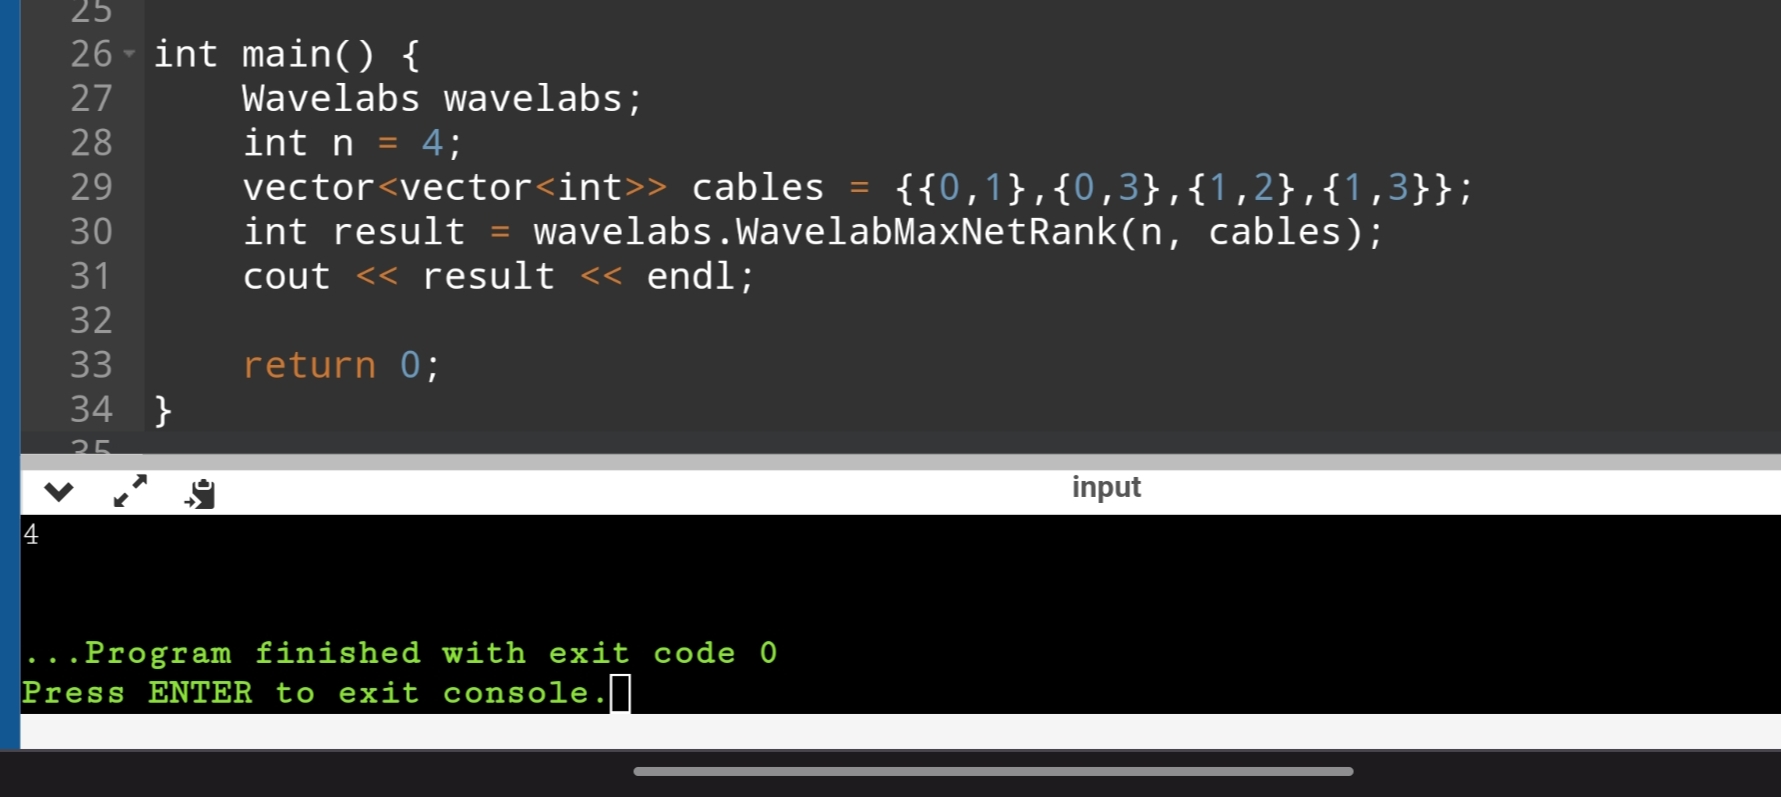 25
26 int main() {
27 Wavelabs wavelabs;
28 int n = 4;
29 vector<vector<int>> cables = {{0,1},{0,3},{1,2},{1,3}};
30 int result = wavelabs.WavelabMaxNetRank(n, cables);
31 cout << result << endl;
32
33 return 0;
34 }
35
input
4
...Program finished with exit code 0
Press ENTER to exit console.